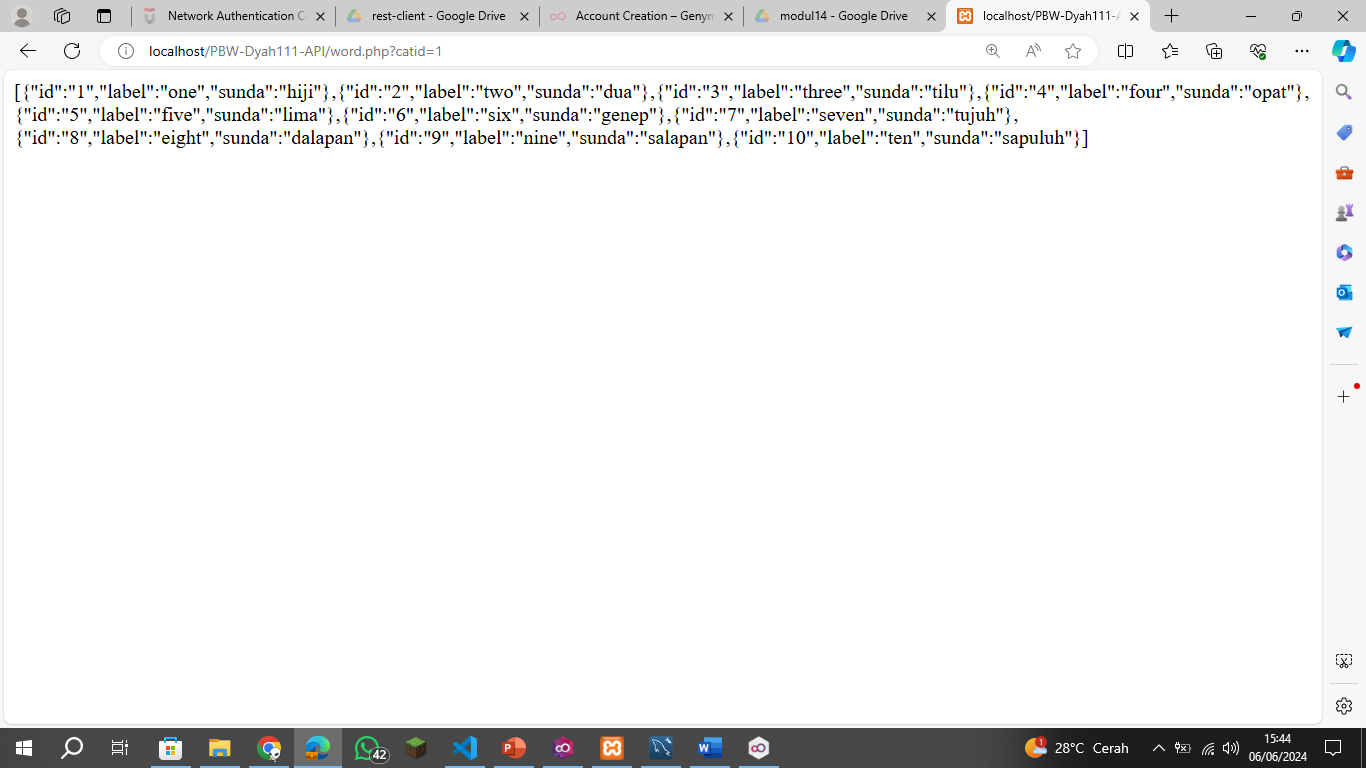 Network Authentication C
rest-client - Google Drive
Account Creation – Genym
modul14 - Google Drive
localhost/PBW-Dyah111-A
localhost/PBW-Dyah111-API/word.php?catid=1
[{"id":"1","label":"one","sunda":"hiji"},{"id":"2","label":"two","sunda":"dua"},{"id":"3","label":"three","sunda":"tilu"},{"id":"4","label":"four","sunda":"opat"},
{"id":"5","label":"five","sunda":"lima"},{"id":"6","label":"six","sunda":"genep"},{"id":"7","label":"seven","sunda":"tujuh"},
{"id":"8","label":"eight","sunda":"dalapan"},{"id":"9","label":"nine","sunda":"salapan"},{"id":"10","label":"ten","sunda":"sapuluh"}]
42
1
28°C Cerah
15:44
06/06/2024